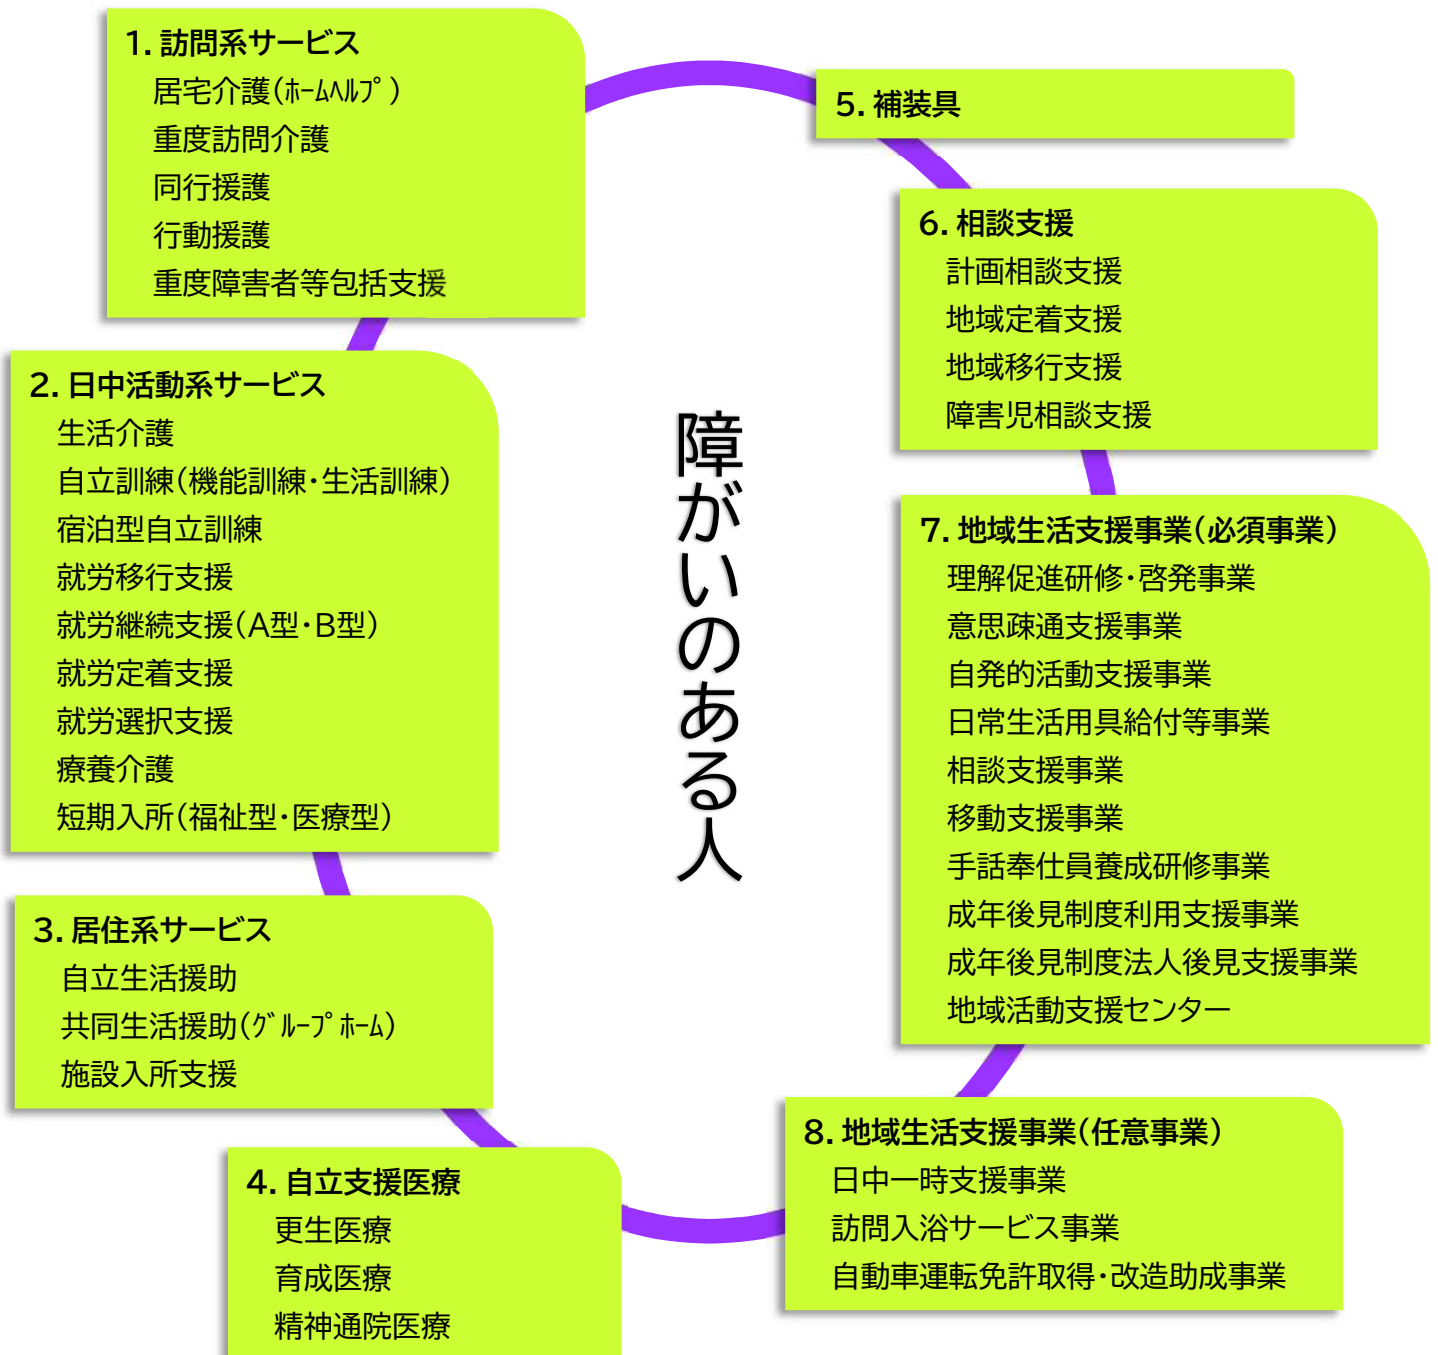 1. 訪問系サービス
居宅介護(ﾎｰﾑﾍﾙﾌﾟ)
重度訪問介護
同行援護
行動援護
重度障害者等包括支援
2. 日中活動系サービス
生活介護
自立訓練(機能訓練・生活訓練)
宿泊型自立訓練
就労移行支援
就労継続支援(A型・B型)
就労定着支援
就労選択支援
療養介護
短期入所(福祉型・医療型)
3. 居住系サービス
自立生活援助
共同生活援助(ｸﾞﾙｰﾌﾟﾎｰﾑ)
施設入所支援
4. 自立支援医療
更生医療
育成医療
精神通院医療
障がいのある人
5. 補装具
6. 相談支援
計画相談支援
地域定着支援
地域移行支援
障害児相談支援
7. 地域生活支援事業(必須事業)
理解促進研修・啓発事業
意思疎通支援事業
自発的活動支援事業
日常生活用具給付等事業
相談支援事業
移動支援事業
手話奉仕員養成研修事業
成年後見制度利用支援事業
成年後見制度法人後見支援事業
地域活動支援センター
8. 地域生活支援事業(任意事業)
日中一時支援事業
訪問入浴サービス事業
自動車運転免許取得・改造助成事業